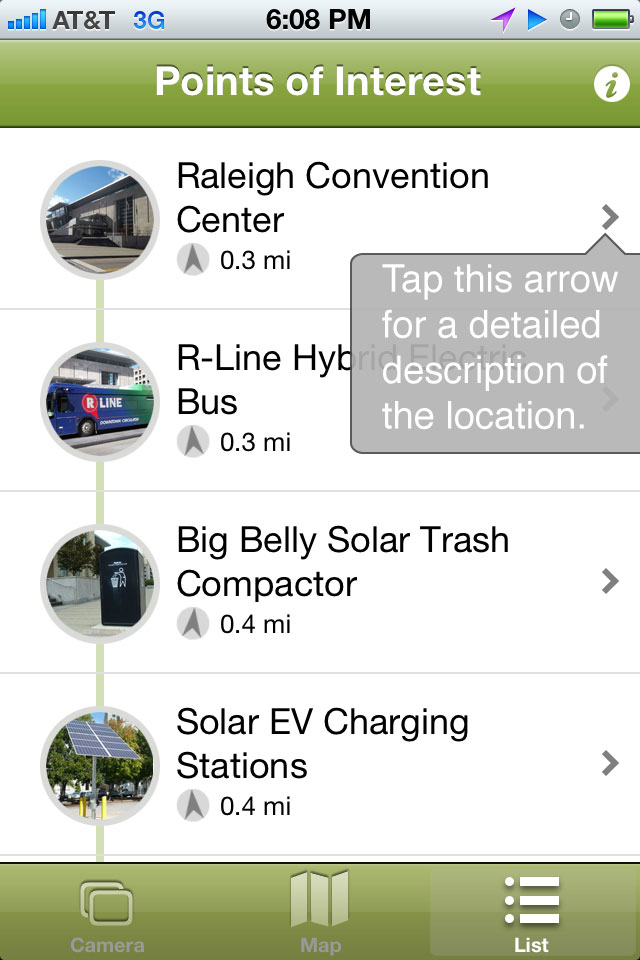 AT&T 3G 6:08 PM
Points of Interest
i
Raleigh Convention
Center
0.3 mi
Tap this arrow
for a detailed
description of
the location.
R-Line Hybrid Electric
Bus
0.3 mi
R LINE
DOWNTOWN CIRCULATOR
Big Belly Solar Trash
Compactor
0.4 mi
Solar EV Charging
Stations
0.4 mi
Camera Map List